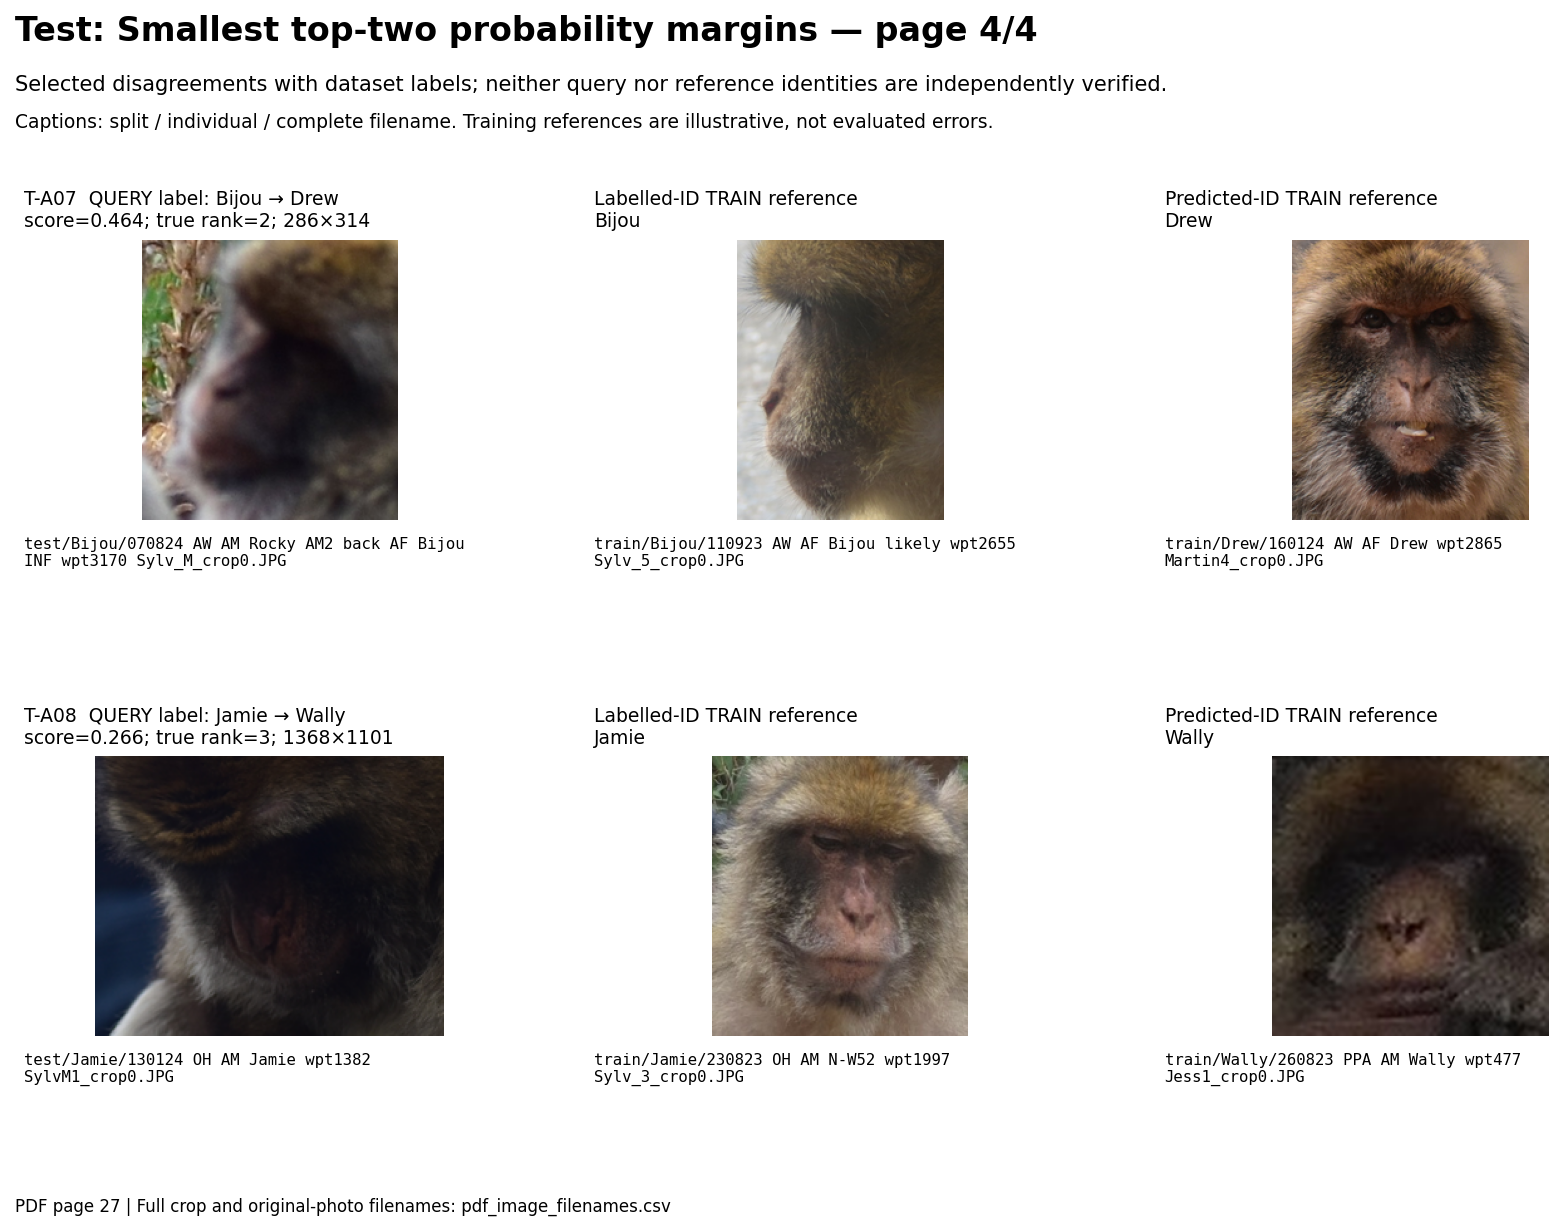 Test: Smallest top-two probability margins — page 4/4
Selected disagreements with dataset labels; neither query nor reference identities are independently verified.
Captions: split / individual / complete filename. Training references are illustrative, not evaluated errors.
T-A07  QUERY label: Bijou → Drew
score=0.464; true rank=2; 286×314
Labelled-ID TRAIN reference
Bijou
Predicted-ID TRAIN reference
Drew
test/Bijou/070824 AW AM Rocky AM2 back AF Bijou
INF wpt3170 Sylv_M_crop0.JPG
train/Bijou/110923 AW AF Bijou likely wpt2655
Sylv_5_crop0.JPG
train/Drew/160124 AW AF Drew wpt2865
Martin4_crop0.JPG
T-A08  QUERY label: Jamie → Wally
score=0.266; true rank=3; 1368×1101
Labelled-ID TRAIN reference
Jamie
Predicted-ID TRAIN reference
Wally
test/Jamie/130124 OH AM Jamie wpt1382
SylvM1_crop0.JPG
train/Jamie/230823 OH AM N-W52 wpt1997
Sylv_3_crop0.JPG
train/Wally/260823 PPA AM Wally wpt477
Jess1_crop0.JPG
PDF page 27 | Full crop and original-photo filenames: pdf_image_filenames.csv